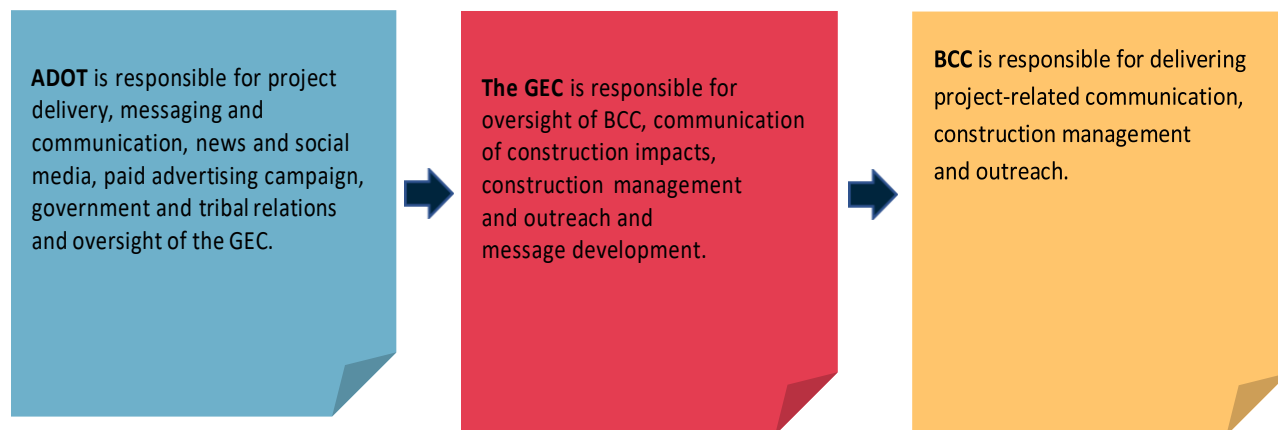 ADOT is responsible for project
delivery, messaging and
communication, news and social
media, paid advertising campaign,
government and tribal relations
and oversight of the GEC.
The GEC is responsible for
oversight of BCC, communication
of construction impacts,
construction management
and outreach and
message development.
BCC is responsible for delivering
project-related communication,
construction management
and outreach.